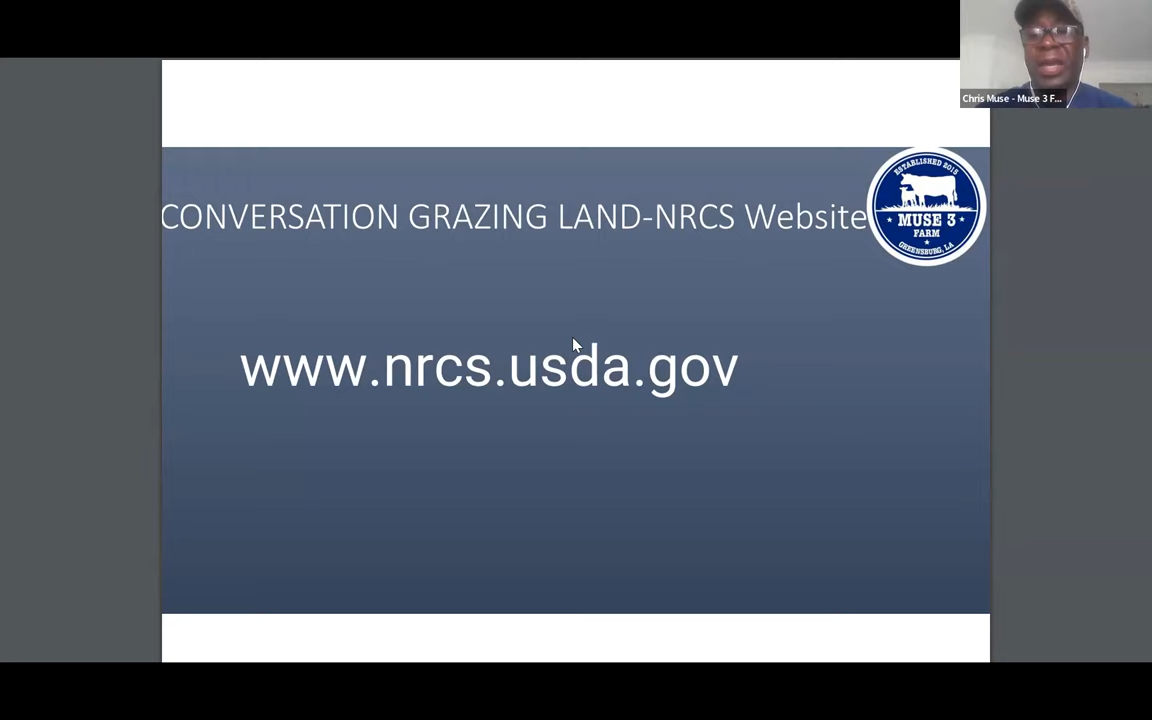 Chris Muse - Muse 3 F...
CONVERSATION GRAZING LAND-NRCS Website
ESTABLISHED 2015
MUSE 3
FARM
GREENSBURG, LA
www.nrcs.usda.gov